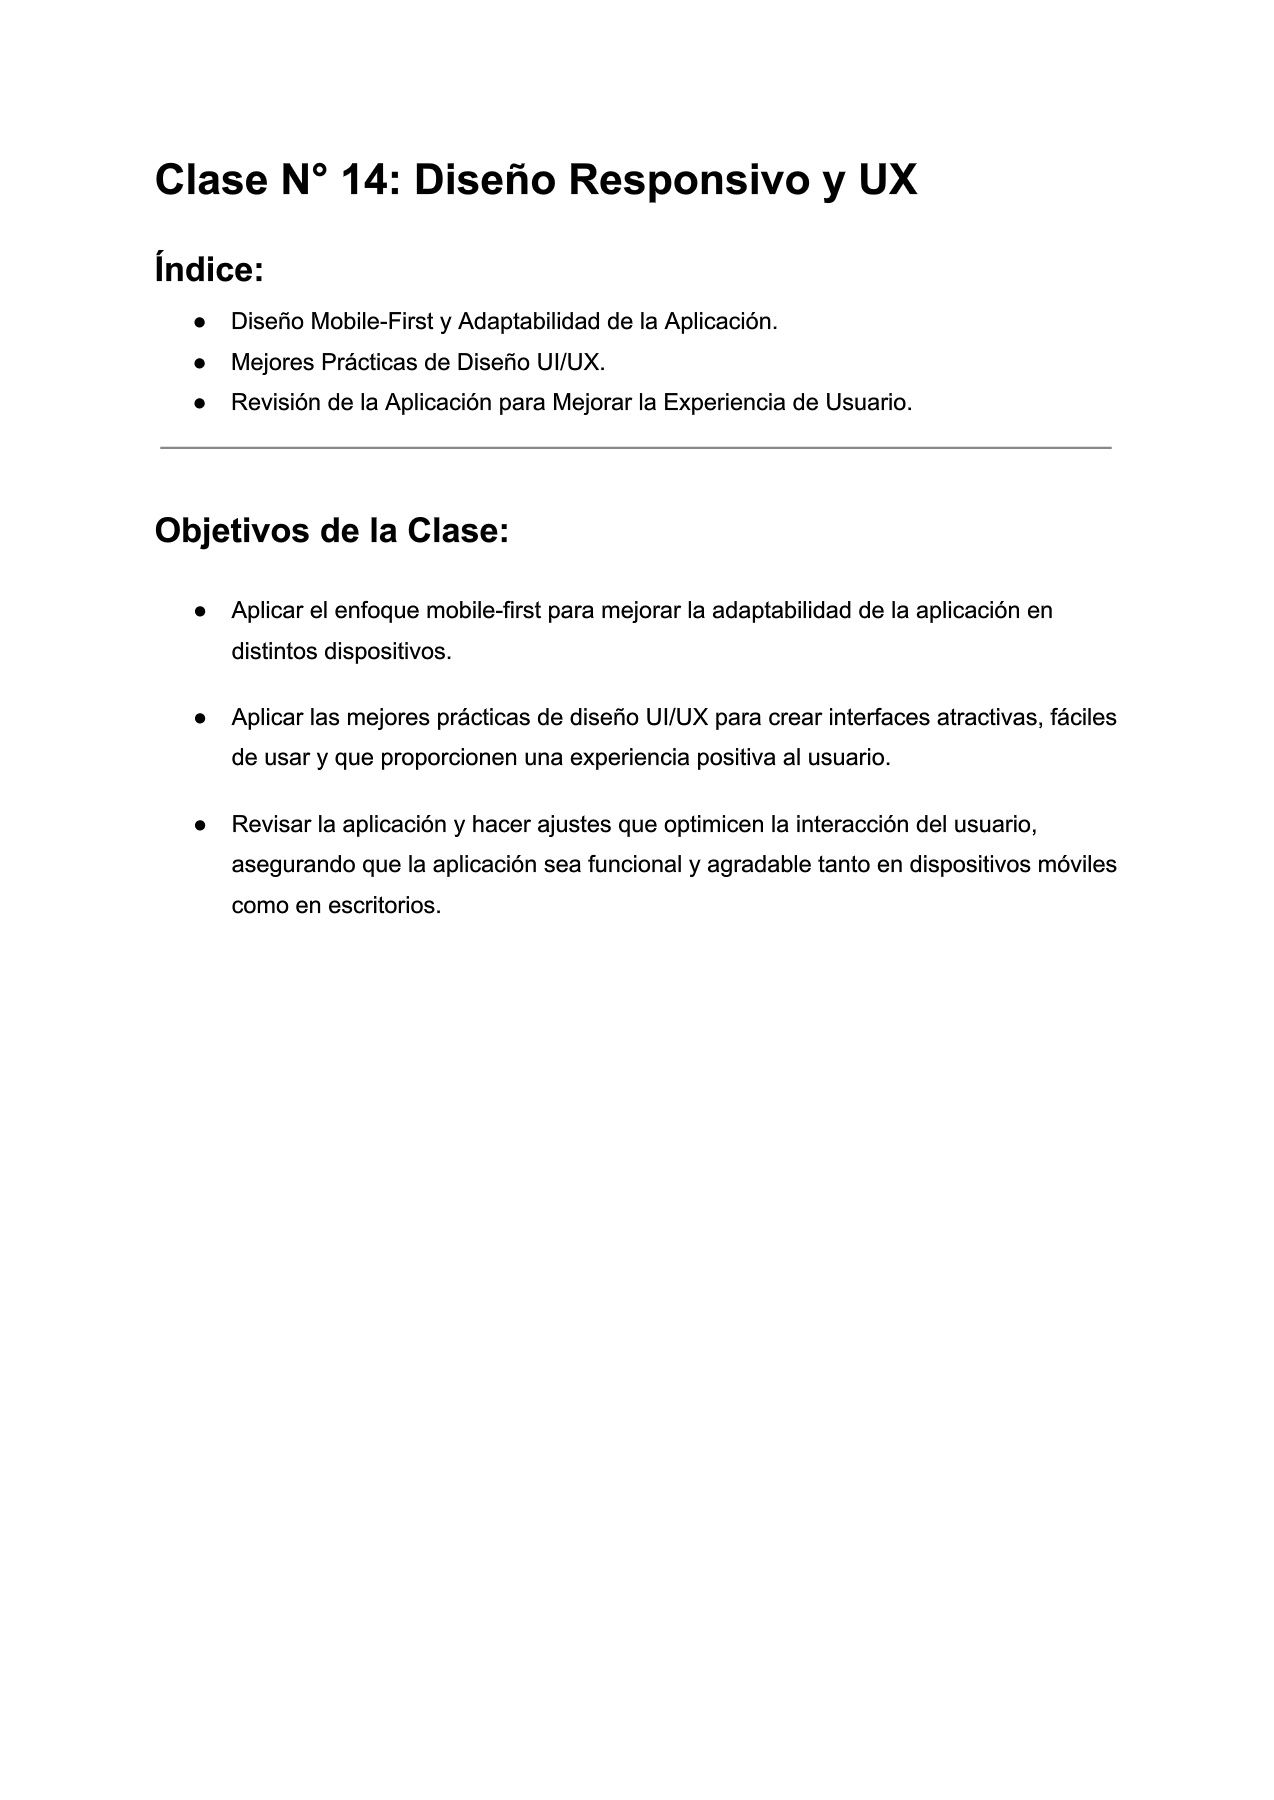 Clase N° 14: Diseño Responsivo y UX
Índice:
● Diseño Mobile-First y Adaptabilidad de la Aplicación.
● Mejores Prácticas de Diseño UI/UX.
● Revisión de la Aplicación para Mejorar la Experiencia de Usuario.
Objetivos de la Clase:
● Aplicar el enfoque mobile-first para mejorar la adaptabilidad de la aplicación en
distintos dispositivos.
● Aplicar las mejores prácticas de diseño UI/UX para crear interfaces atractivas, fáciles
de usar y que proporcionen una experiencia positiva al usuario.
● Revisar la aplicación y hacer ajustes que optimicen la interacción del usuario,
asegurando que la aplicación sea funcional y agradable tanto en dispositivos móviles
como en escritorios.